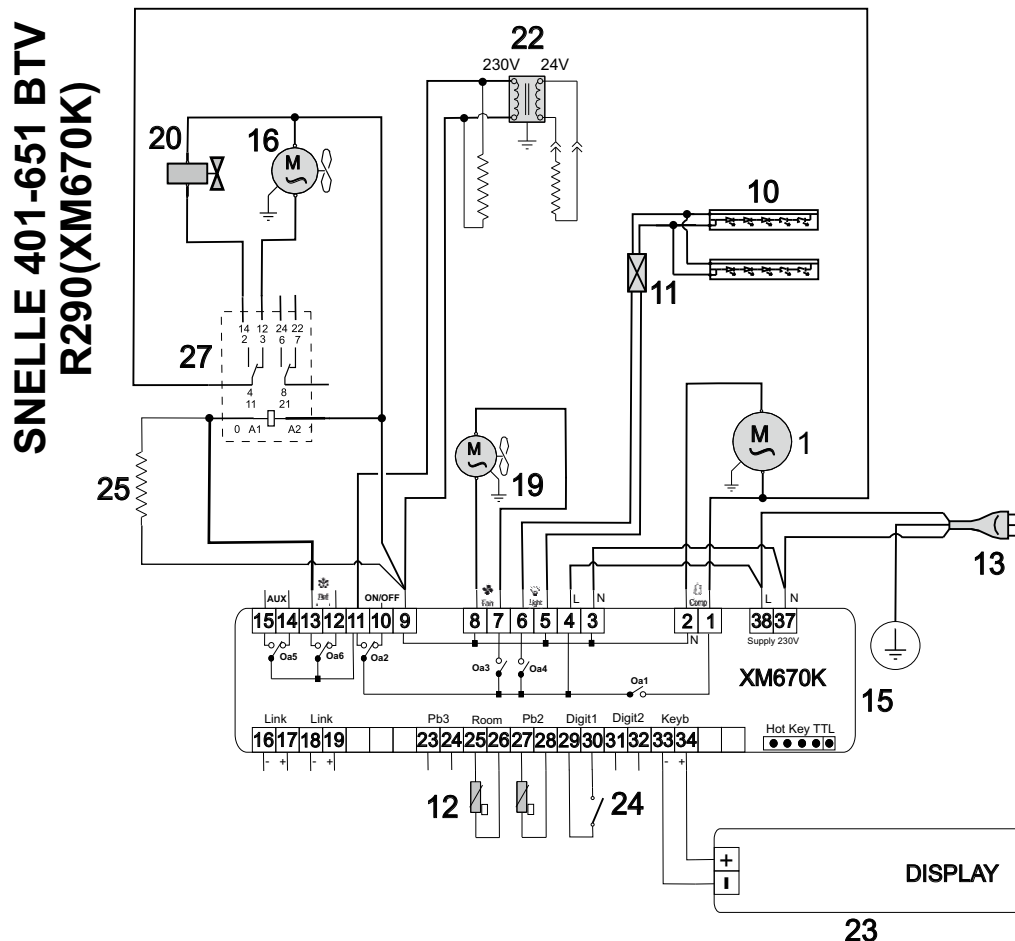 SNELLE 401-651 BTV
R290(XM670K)
22
230V 24V
20
16
M
10
11
14 12 24 22
2 3 6 7
27
4 8
11 21
0 A1 A2 1
M
1
25
M
19
13
AUX
Def
ON/OFF
Fan
Light
L
N
Comp
L
N
15 14 13 12 11 10 9
8 7 6 5 4 3
2 1
38 37
N
Supply 230V
Oa5
Oa6
Oa2
Oa3
Oa4
Oa1
XM670K
15
Link
Link
Pb3
Room
Pb2
Digit1
Digit2
Keyb
Hot Key TTL
16 17 18 19
23 24 25 26 27 28 29 30 31 32 33 34
- + - +
- +
12
24
+
-
DISPLAY
23